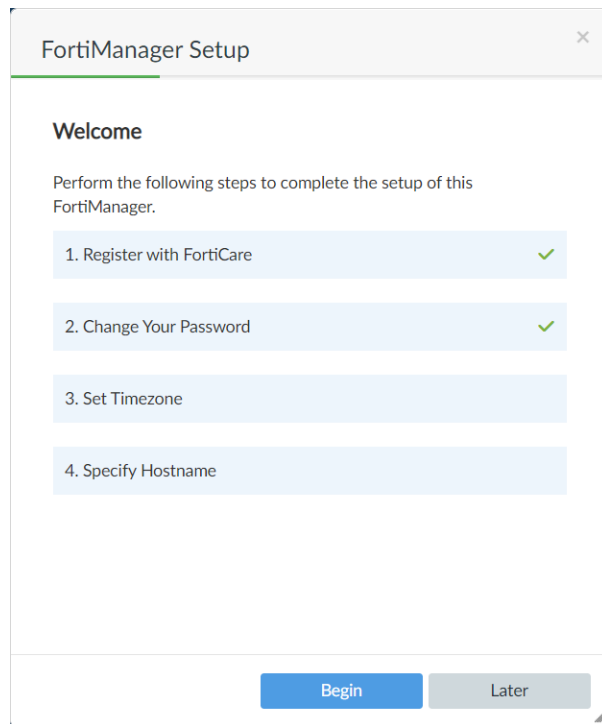 FortiManager Setup
Welcome
Perform the following steps to complete the setup of this
FortiManager.
1. Register with FortiCare
2. Change Your Password
3. Set Timezone
4. Specify Hostname
Begin
Later